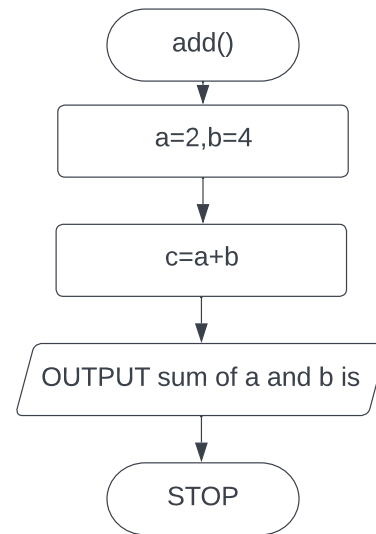 add()
a=2,b=4
c=a+b
OUTPUT sum of a and b is
STOP